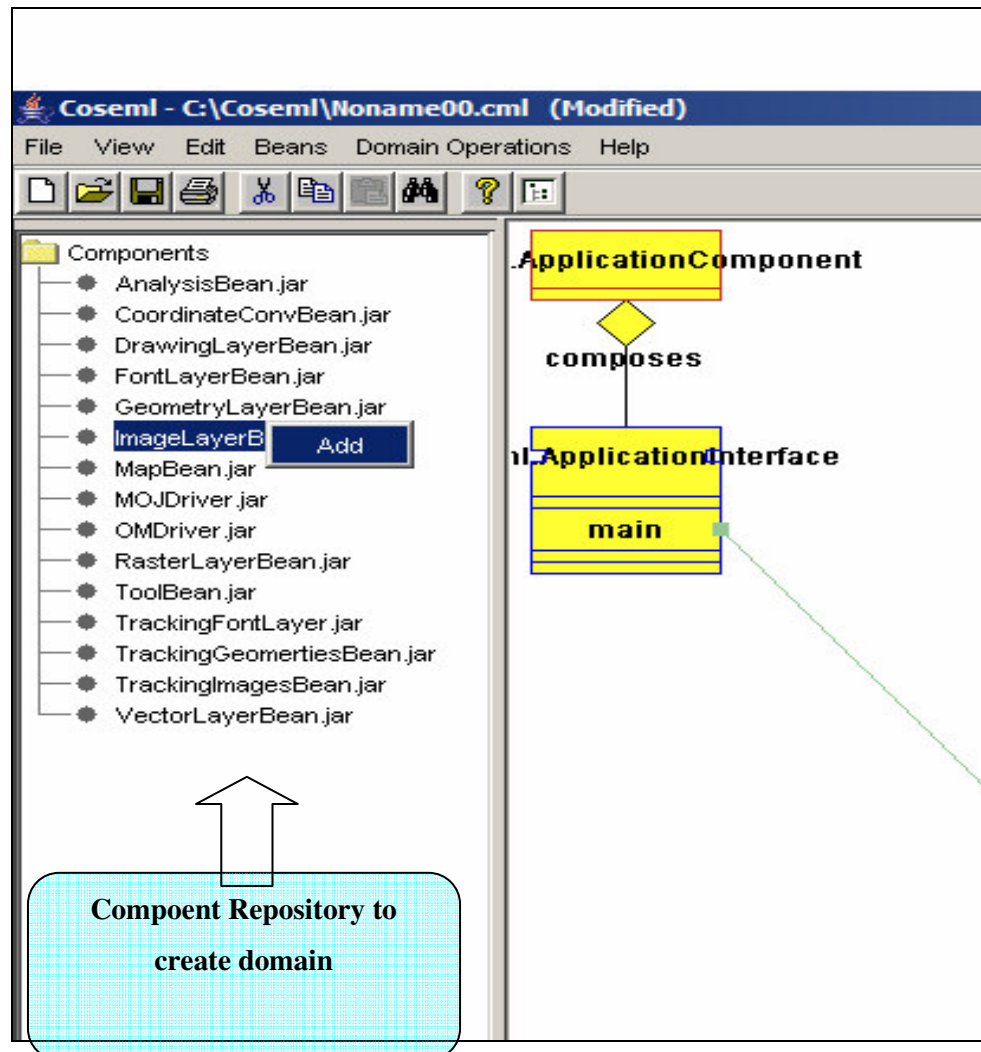 Coseml - C:\Coseml\Noname00.cml (Modified)
File View Edit Beans Domain Operations Help
Components
AnalysisBean.jar
CoordinateConvBean.jar
DrawingLayerBean.jar
FontLayerBean.jar
GeometryLayerBean.jar
ImageLayerB
Add
MapBean.jar
MOJDriver.jar
OMDriver.jar
RasterLayerBean.jar
ToolBean.jar
TrackingFontLayer.jar
TrackingGeomertiesBean.jar
TrackingImagesBean.jar
VectorLayerBean.jar
.ApplicationComponent
composes
nl.ApplicationInterface
main
Compoent Repository to
create domain